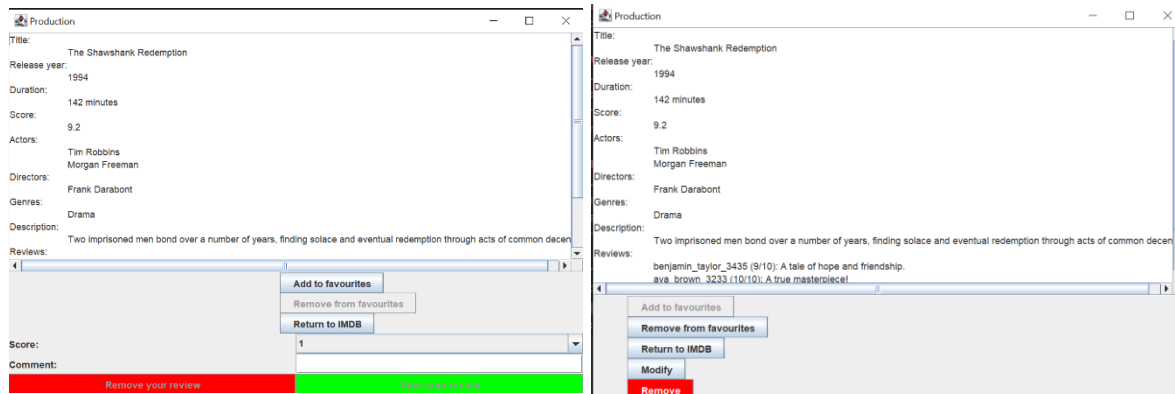 Production
Title:
The Shawshank Redemption
Release year:
1994
Duration:
142 minutes
Score:
9.2
Actors:
Tim Robbins
Morgan Freeman
Directors:
Frank Darabont
Genres:
Drama
Description:
Two imprisoned men bond over a number of years, finding solace and eventual redemption through acts of common decen
Reviews:
Add to favourites
Remove from favourites
Return to IMDB
Score:
1
Comment:
Remove your review
Save your review
Production
Title:
The Shawshank Redemption
Release year:
1994
Duration:
142 minutes
Score:
9.2
Actors:
Tim Robbins
Morgan Freeman
Directors:
Frank Darabont
Genres:
Drama
Description:
Two imprisoned men bond over a number of years, finding solace and eventual redemption through acts of common decen
Reviews:
benjamin_taylor_3435 (9/10): A tale of hope and friendship.
ava_brown_3233 (10/10): A true masterpiece!
Add to favourites
Remove from favourites
Return to IMDB
Modify
Remove